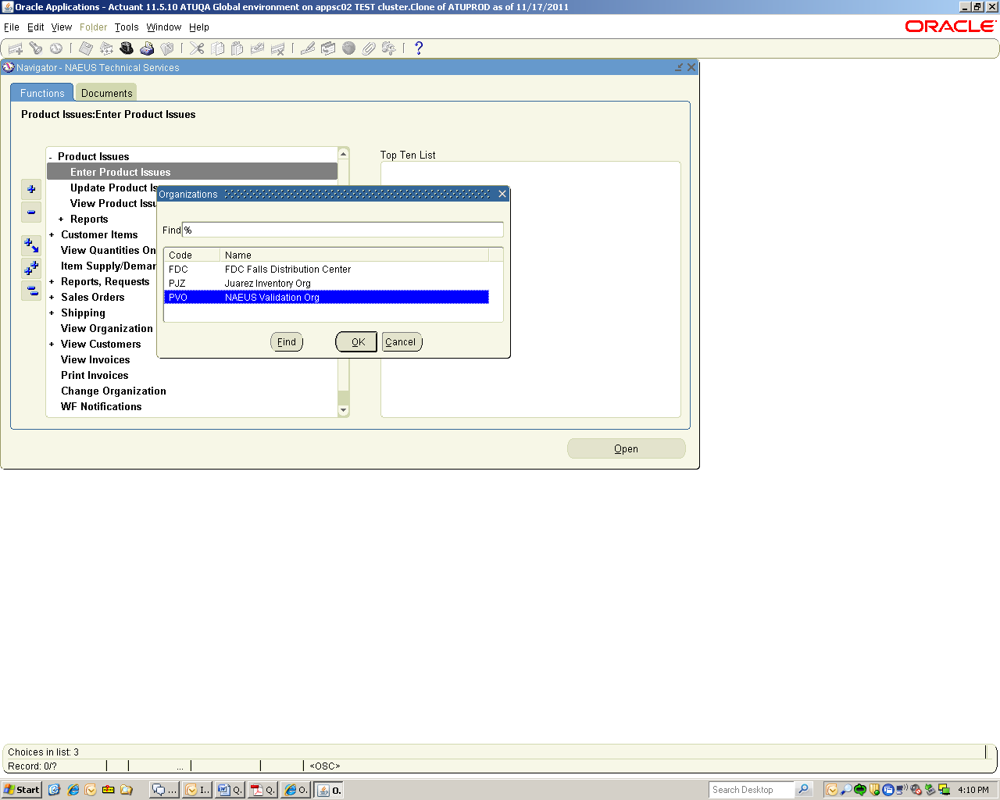 Oracle Applications - Actuant 11.5.10 ATUQA Global environment on appsc02 TEST cluster.Clone of ATUPROD as of 11/17/2011
File Edit View Folder Tools Window Help
ORACLE
?
Navigator - NAEUS Technical Services
Functions Documents
Product Issues:Enter Product Issues
Top Ten List
- Product Issues
Enter Product Issues
Update Product Is
View Product Issu
+ Reports
+ Customer Items
View Quantities On
Item Supply/Demar
+ Reports, Requests
+ Sales Orders
+ Shipping
View Organization
+ View Customers
View Invoices
Print Invoices
Change Organization
WF Notifications
Organizations
Find %
Code Name
FDC FDC Falls Distribution Center
PJZ Juarez Inventory Org
PVO NAEUS Validation Org
Find OK Cancel
Open
Choices in list: 3
Record: 0/? ... <OSC>
Start ... I.. Q. Q. O. O. Search Desktop 4:10 PM